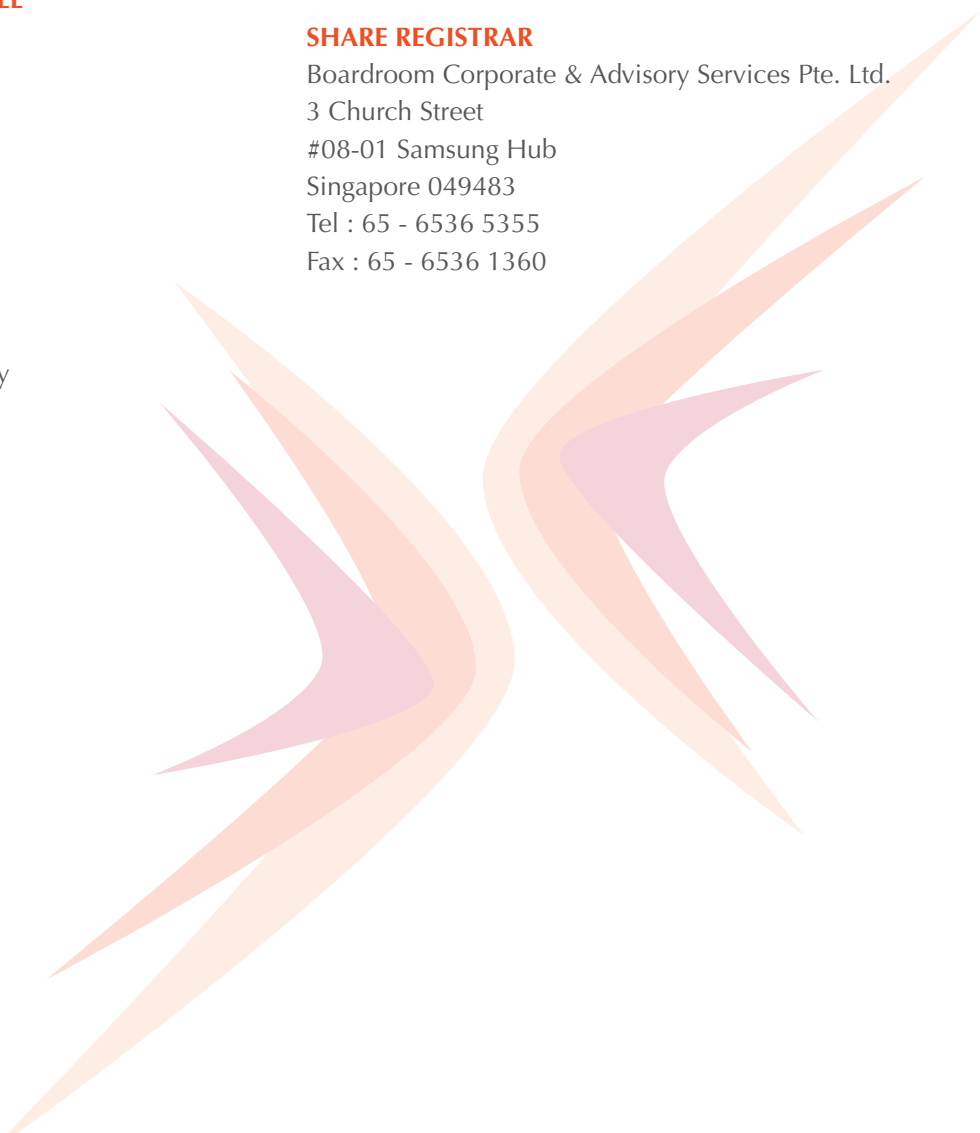 SHARE REGISTRAR
Boardroom Corporate & Advisory Services Pte. Ltd.
3 Church Street
#08-01 Samsung Hub
Singapore 049483
Tel : 65 - 6536 5355
Fax : 65 - 6536 1360